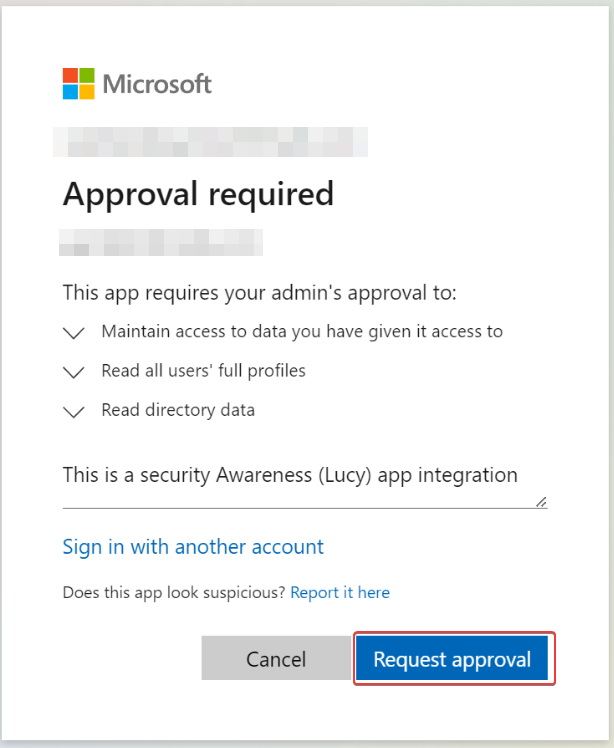 Microsoft
Approval required
This app requires your admin's approval to:
Maintain access to data you have given it access to
Read all users' full profiles
Read directory data
This is a security Awareness (Lucy) app integration
Sign in with another account
Does this app look suspicious? Report it here
Cancel
Request approval